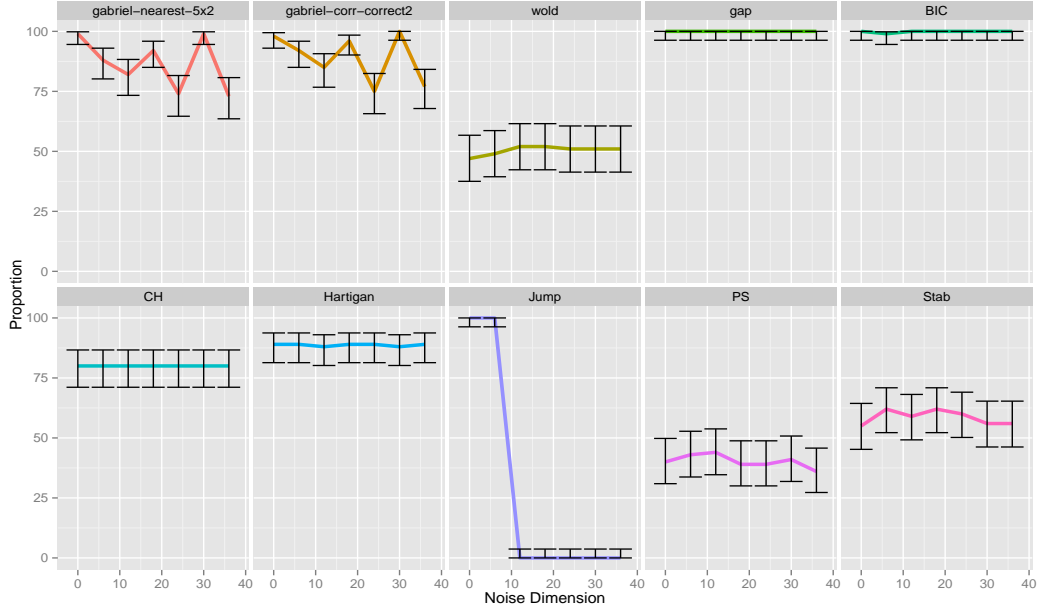 gabriel−nearest−5x2 gabriel−corr−correct2 wold gap BIC
100
75
50
25
0
CH Hartigan Jump PS Stab
100
75
50
25
0
0 10 20 30 40 0 10 20 30 40 0 10 20 30 40 0 10 20 30 40 0 10 20 30 40
Noise Dimension
Proportion